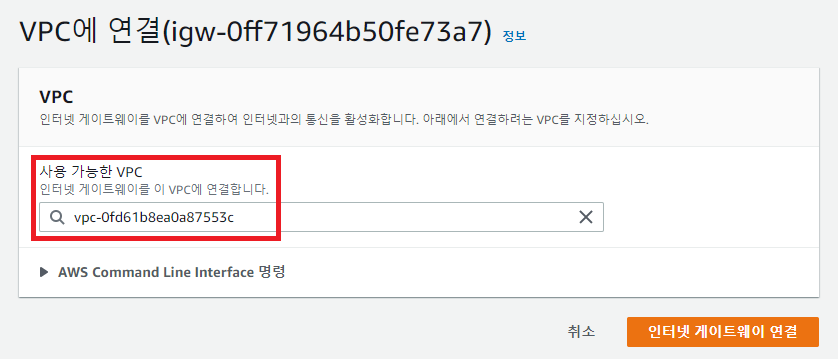 VPC에 연결(igw-0ff71964b50fe73a7) 정보
VPC
인터넷 게이트웨이를 VPC에 연결하여 인터넷과의 통신을 활성화합니다. 아래에서 연결하려는 VPC를 지정하십시오.
사용 가능한 VPC
인터넷 게이트웨이를 이 VPC에 연결합니다.
vpc-0fd61b8ea0a87553c
AWS Command Line Interface 명령
취소 인터넷 게이트웨이 연결